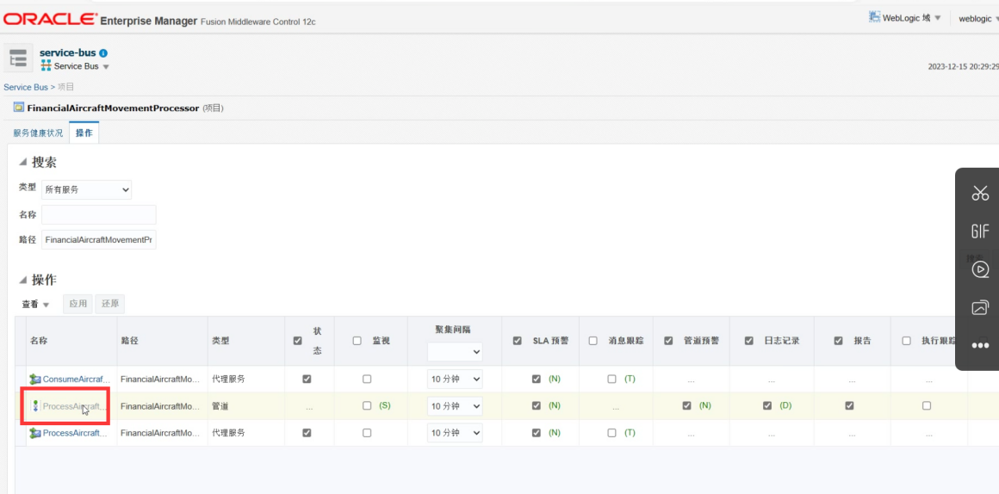 ORACLE Enterprise Manager Fusion Middleware Control 12c
WebLogic 域 weblogic
service-bus
Service Bus
2023-12-15 20:29:29
Service Bus > 项目
FinancialAircraftMovementProcessor (项目)
服务健康状况 操作
搜索
类型 所有服务
名称
路径 FinancialAircraftMovementPr
GIF
操作
查看 应用 还原
名称 路径 类型 状态 监视 聚集间隔 SLA 预警 消息跟踪 管道预警 日志记录 报告 执行跟踪
ConsumeAircraf... FinancialAircraftMo... 代理服务 10 分钟 (N) (T) ... ... ... ...
ProcessAircraft... FinancialAircraftMo... 管道 ... (S) 10 分钟 (N) ... (N) (D)
ProcessAircraft... FinancialAircraftMo... 代理服务 10 分钟 (N) (T) ... ... ... ...